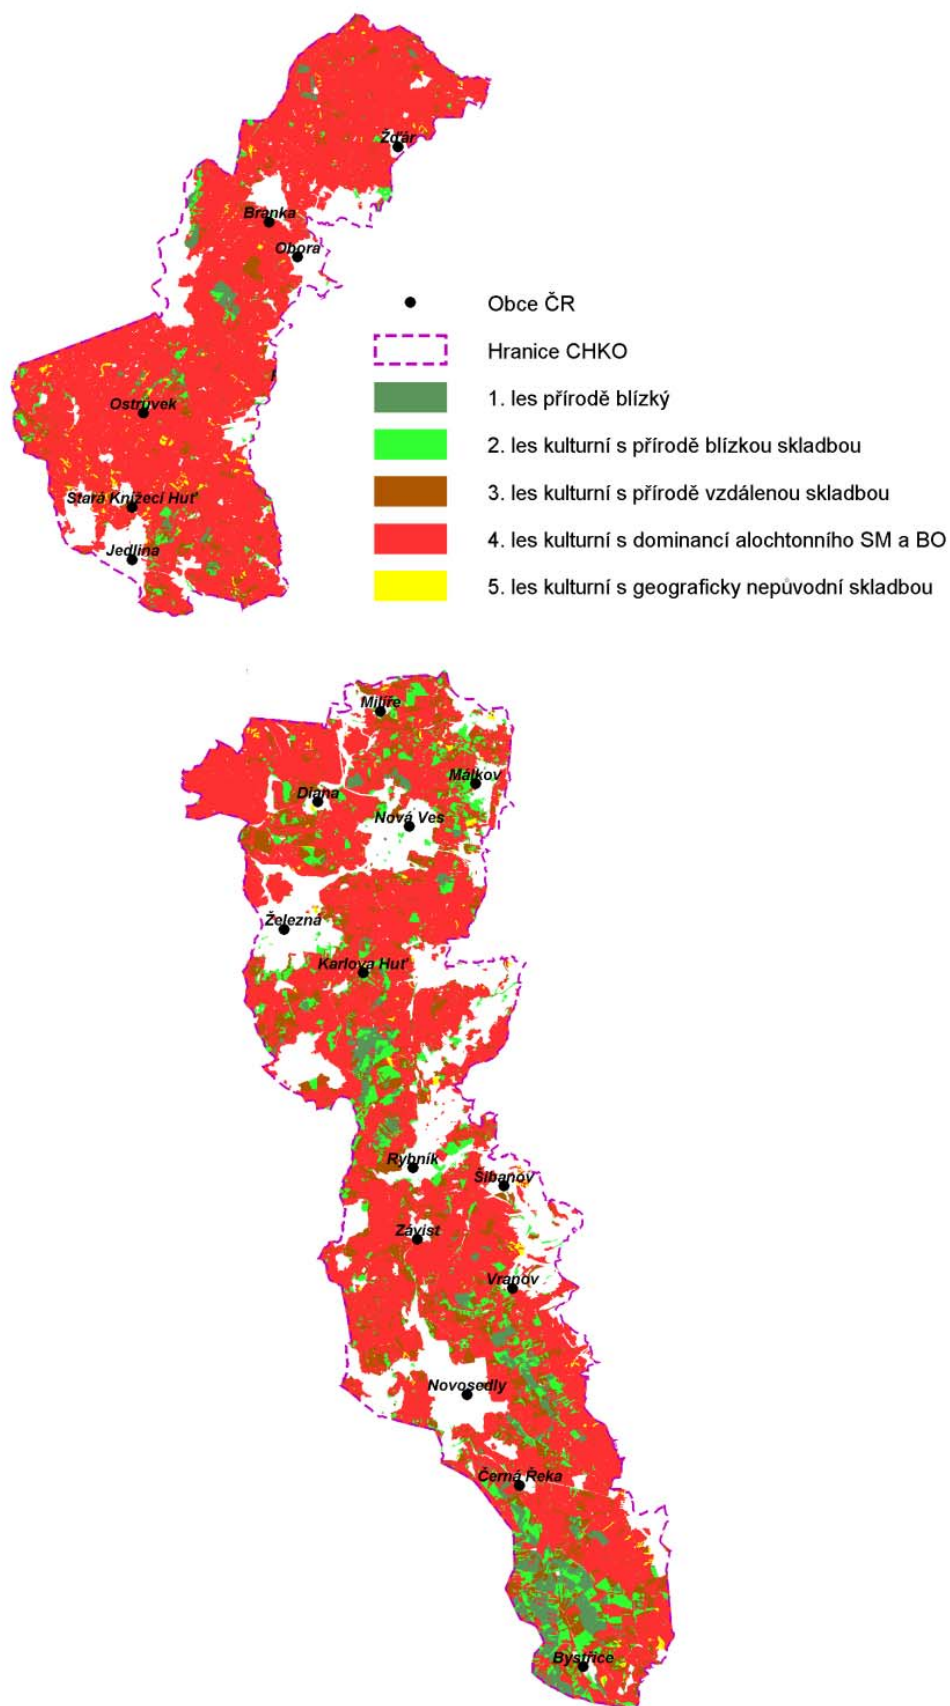 Žďár
Branka
Obora
Obce ČR
Hranice CHKO
1. les přírodě blízký
2. les kulturní s přírodě blízkou skladbou
3. les kulturní s přírodě vzdálenou skladbou
4. les kulturní s dominancí alochtonního SM a BO
5. les kulturní s geograficky nepůvodní skladbou
Ostrůvek
Stará Knížecí Huť
Jedlina
Milíře
Málkov
Diana
Nová Ves
Železná
Karlova Huť
Rybník
Šibanov
Závist
Vranov
Novosedly
Černá Řeka
Bystřice